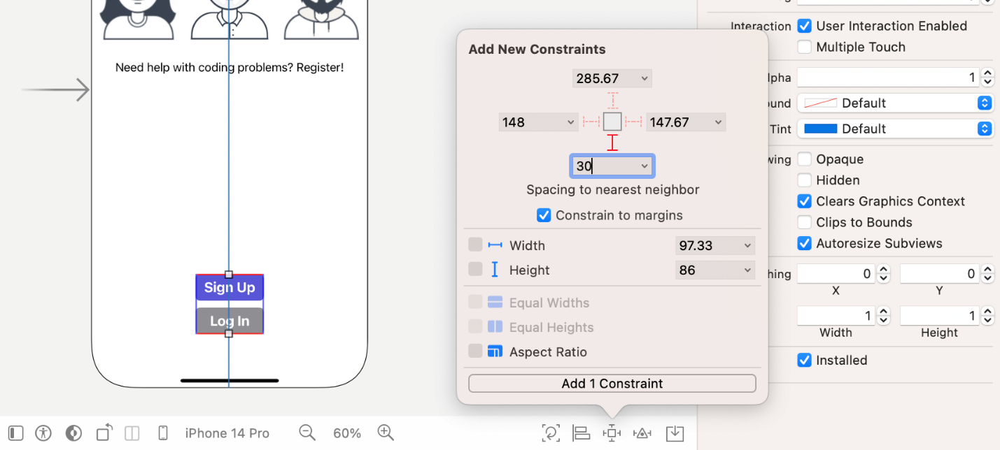 Interaction
User Interaction Enabled
Multiple Touch
Add New Constraints
Need help with coding problems? Register!
285.67
lpha
1
ound
Default
148
147.67
Tint
Default
30
wing
Opaque
Spacing to nearest neighbor
Hidden
Constrain to margins
Clears Graphics Context
Clips to Bounds
Width
97.33
Autoresize Subviews
Height
86
hing
0
0
X
Y
Sign Up
Equal Widths
Log In
1
1
Equal Heights
Width
Height
Aspect Ratio
Installed
Add 1 Constraint
iPhone 14 Pro
60%